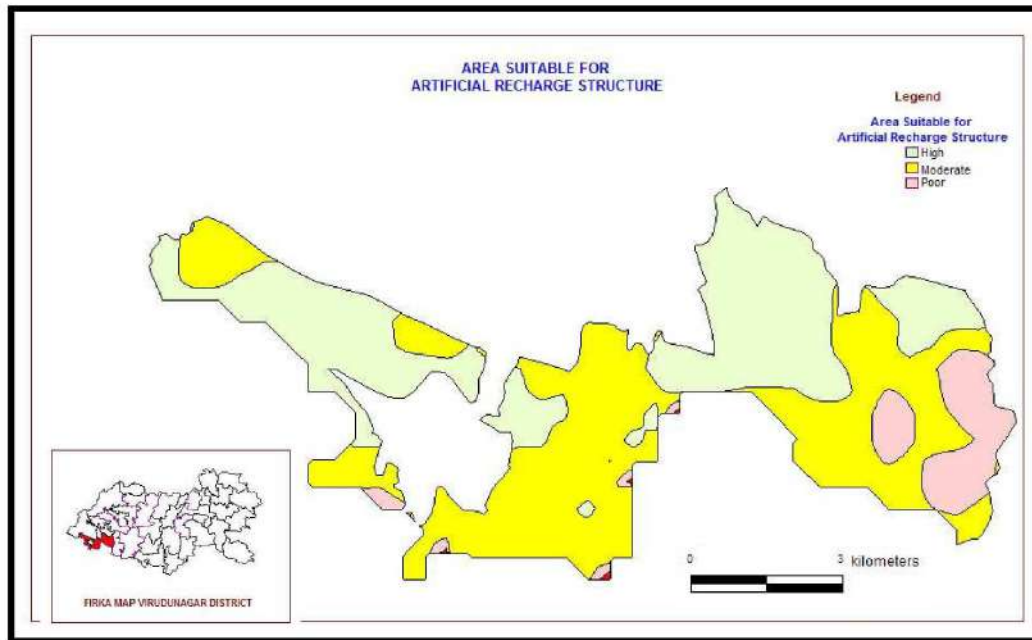 AREA SUITABLE FOR
ARTIFICIAL RECHARGE STRUCTURE
Legend
Area Suitable for
Artificial Recharge Structure
High
Moderate
Poor
0 3 kilometers
FIRKA MAP VIRUDUNAGAR DISTRICT